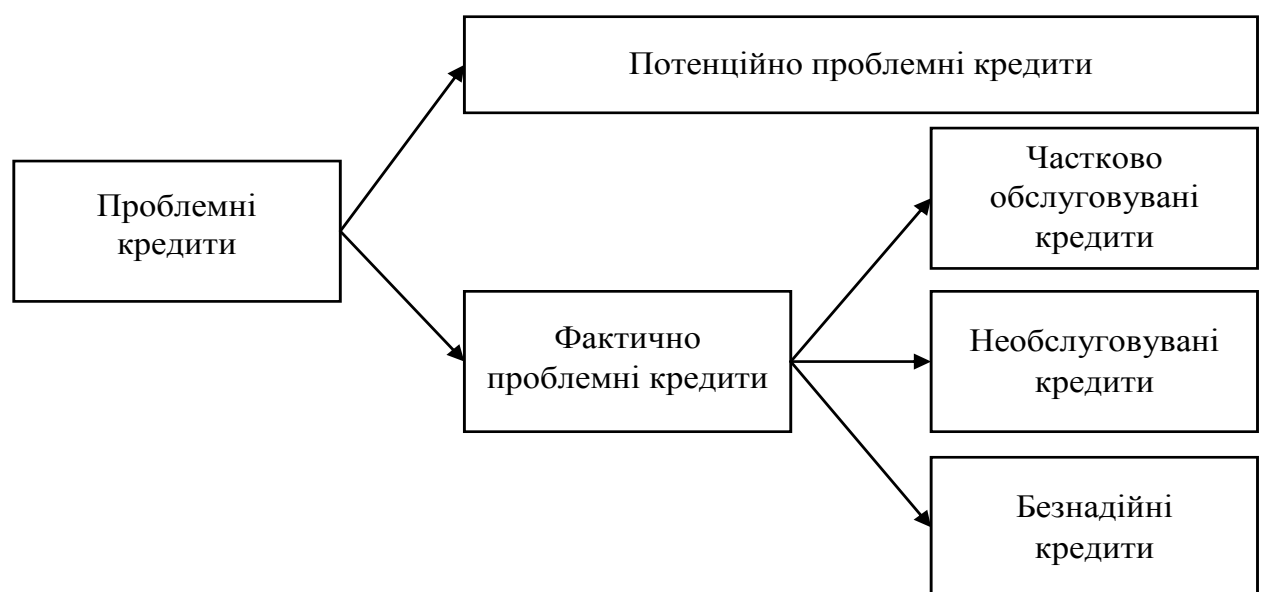 Потенційно проблемні кредити
Проблемні
кредити
Частково
обслуговувані
кредити
Фактично
проблемні кредити
Необслуговувані
кредити
Безнадійні
кредити